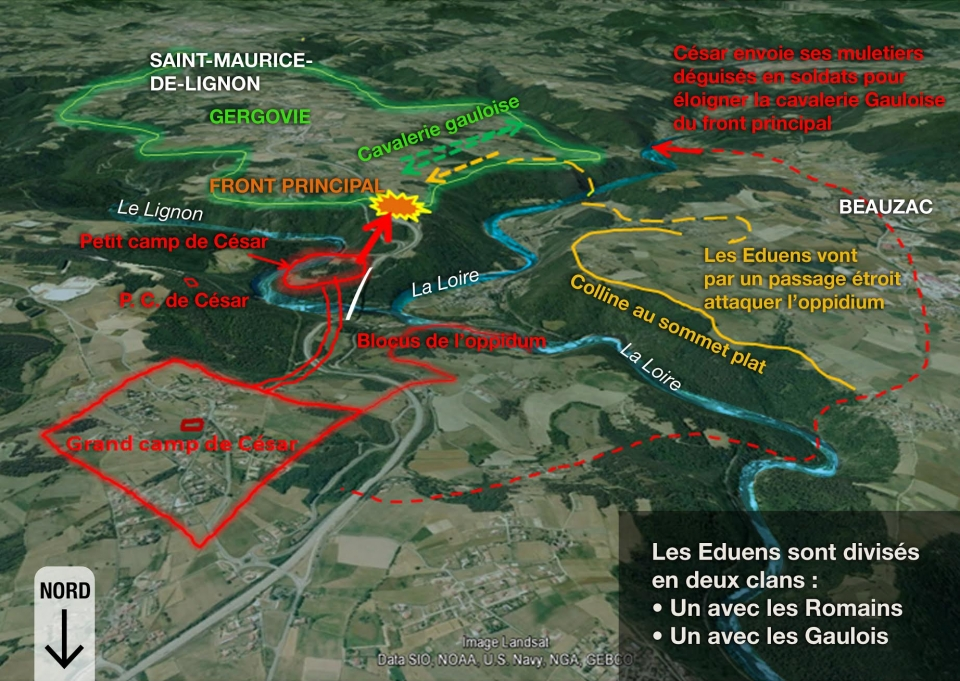 SAINT-MAURICE-
DE-LIGNON
GERGOVIE
César envoie ses muletiers
déguisés en soldats pour
éloigner la cavalerie Gauloise
du front principal
Cavalerie gauloise
FRONT PRINCIPAL
Le Lignon
BEAUZAC
Petit camp de César
P. C. de César
La Loire
Les Eduens vont
par un passage étroit
attaquer l'oppidium
Colline au sommet plat
Blocus de l'oppidum
La Loire
Grand camp de César
Les Eduens sont divisés
en deux clans :
• Un avec les Romains
• Un avec les Gaulois
NORD
Image Landsat
Data SIO, NOAA, U.S. Navy, NGA, GEBCO